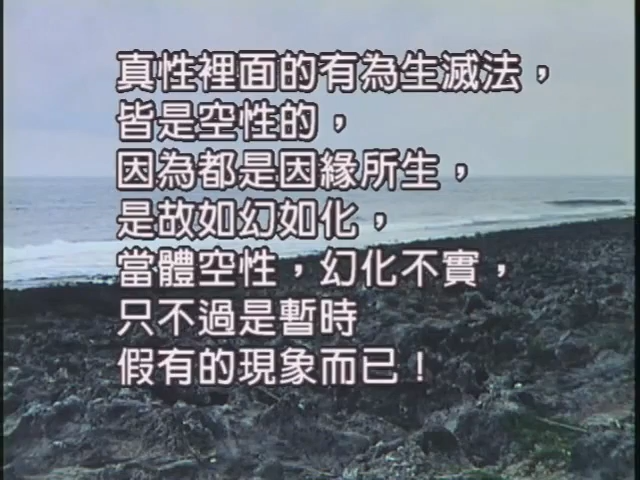 真性裡面的有為生滅法，
皆是空性的，
因為都是因緣所生，
是故如幻如化，
當體空性，幻化不實，
只不過是暫時
假有的現象而已！